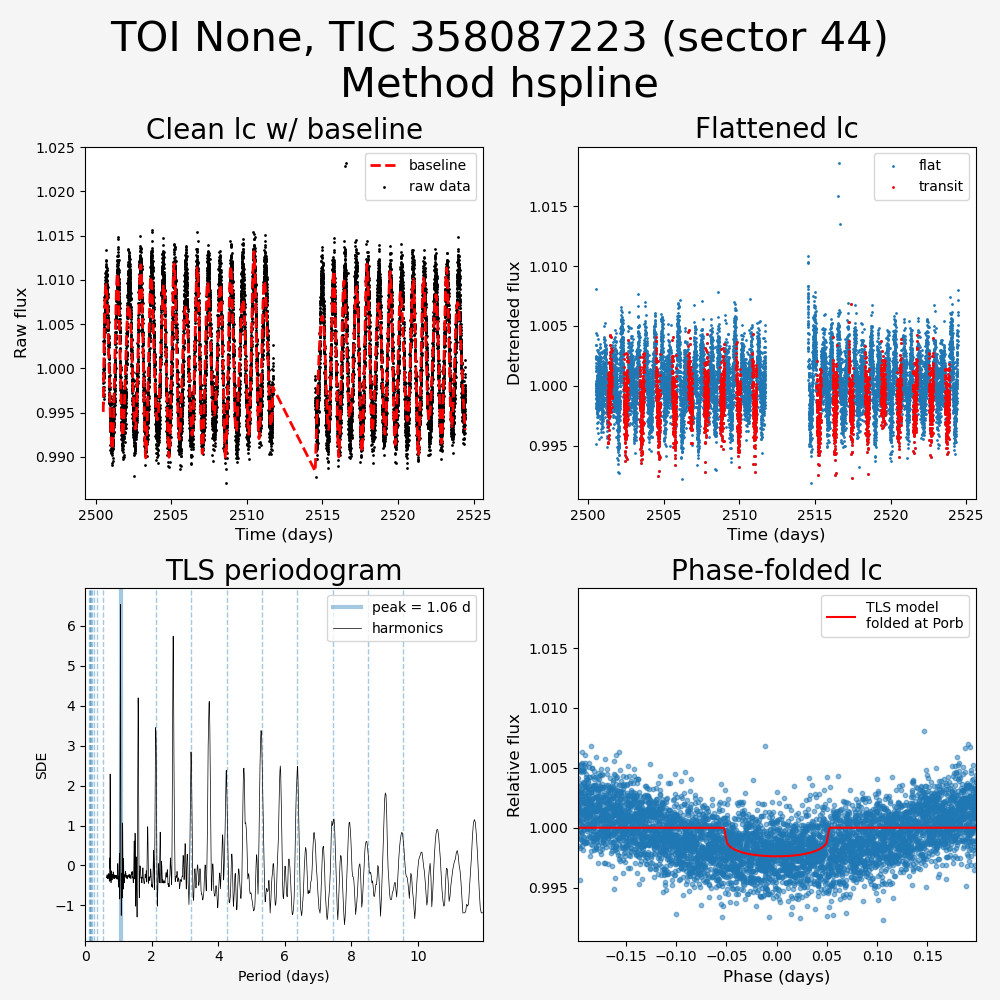 TOI None, TIC 358087223 (sector 44)
Method hspline
Clean lc w/ baseline
Flattened lc
1.025
1.020
1.015
1.010
1.005
1.000
0.995
0.990
Raw flux
baseline
raw data
2500
2505
2510
2515
2520
2525
Time (days)
1.015
1.010
1.005
1.000
0.995
Detrended flux
flat
transit
2500
2505
2510
2515
2520
2525
Time (days)
TLS periodogram
Phase-folded lc
6
5
4
3
2
1
0
−1
SDE
peak = 1.06 d
harmonics
0
2
4
6
8
10
Period (days)
1.015
1.010
1.005
1.000
0.995
Relative flux
TLS model
folded at Porb
−0.15
−0.10
−0.05
0.00
0.05
0.10
0.15
Phase (days)